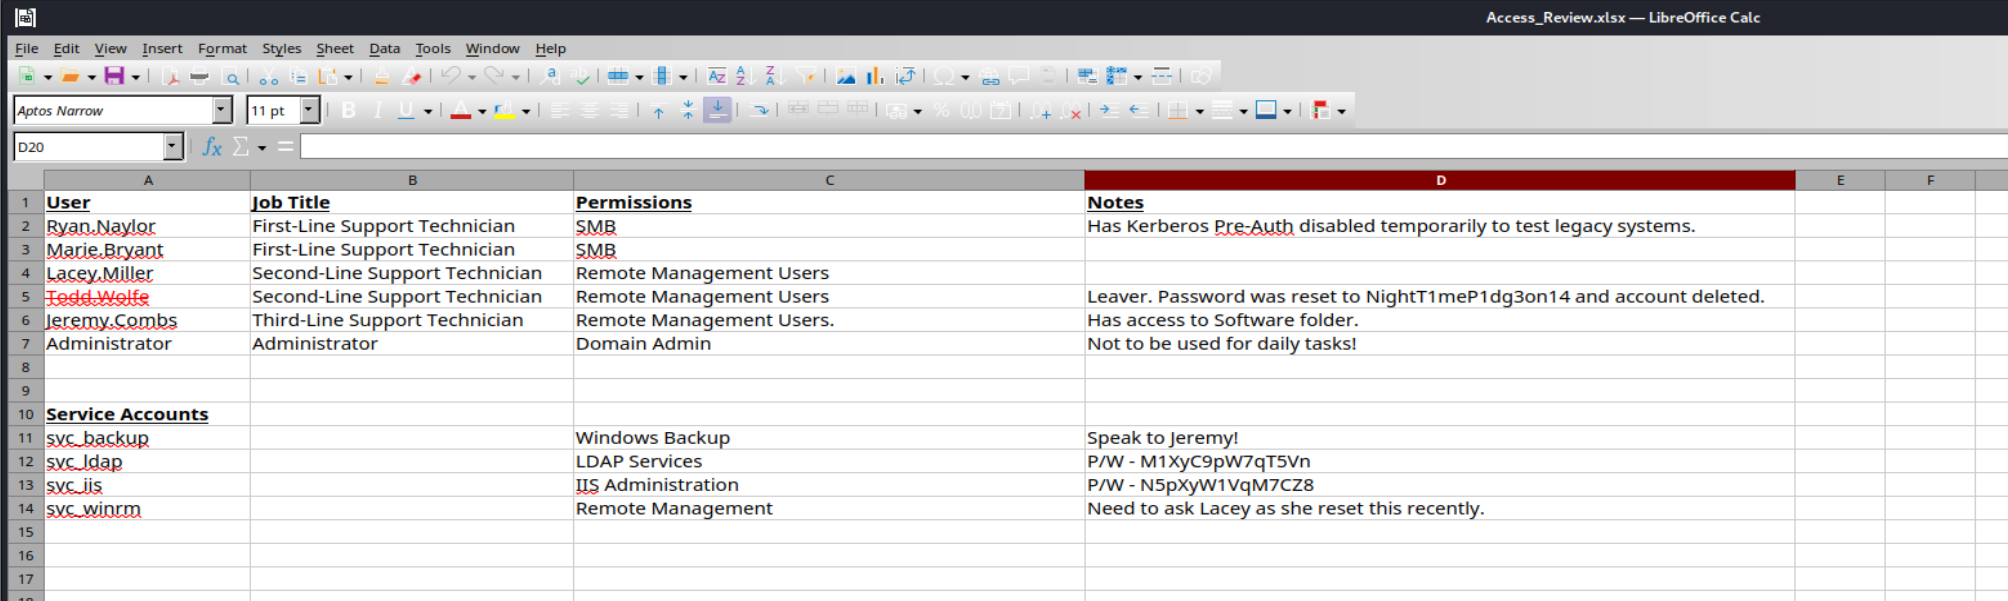 Access_Review.xlsx — LibreOffice Calc
File Edit View Insert Format Styles Sheet Data Tools Window Help
Aptos Narrow 11 pt
D20
A B C D E F
1 User Job Title Permissions Notes
2 Ryan.Naylor First-Line Support Technician SMB Has Kerberos Pre-Auth disabled temporarily to test legacy systems.
3 Marie.Bryant First-Line Support Technician SMB
4 Lacey.Miller Second-Line Support Technician Remote Management Users
5 Todd.Wolfe Second-Line Support Technician Remote Management Users Leaver. Password was reset to NightT1meP1dg3on14 and account deleted.
6 Jeremy.Combs Third-Line Support Technician Remote Management Users. Has access to Software folder.
7 Administrator Administrator Domain Admin Not to be used for daily tasks!
8
9
10 Service Accounts
11 svc_backup Windows Backup Speak to Jeremy!
12 svc_ldap LDAP Services P/W - M1XyC9pW7qT5Vn
13 svc_iis IIS Administration P/W - N5pXyW1VqM7CZ8
14 svc_winrm Remote Management Need to ask Lacey as she reset this recently.
15
16
17